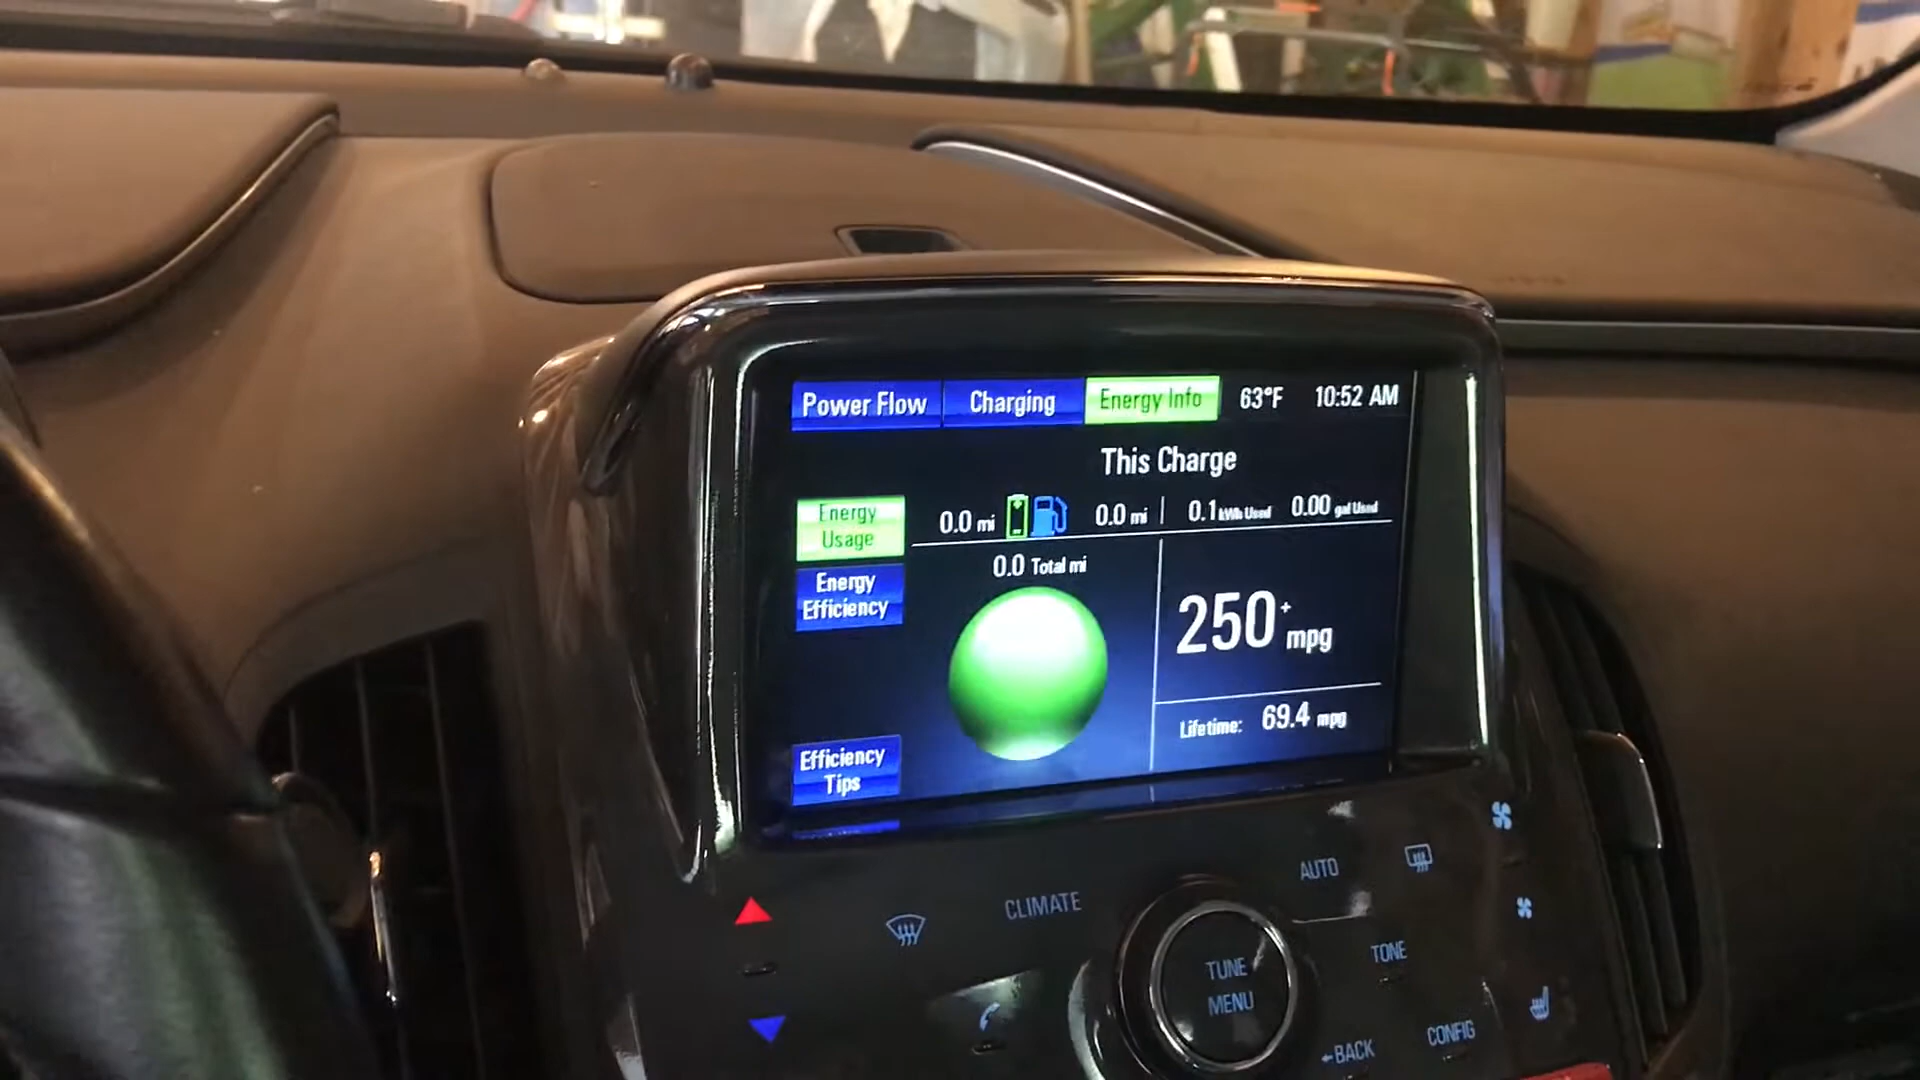 Power Flow Charging Energy Info 63°F 10:52 AM
This Charge
Energy
Usage
0.0 mi 0.0 mi 0.1 kWh Used 0.00 gal Used
0.0 Total mi
Energy
Efficiency
250+ mpg
Lifetime: 69.4 mpg
Efficiency
Tips
AUTO
CLIMATE
TONE
TUNE
MENU
CONFIG
←BACK